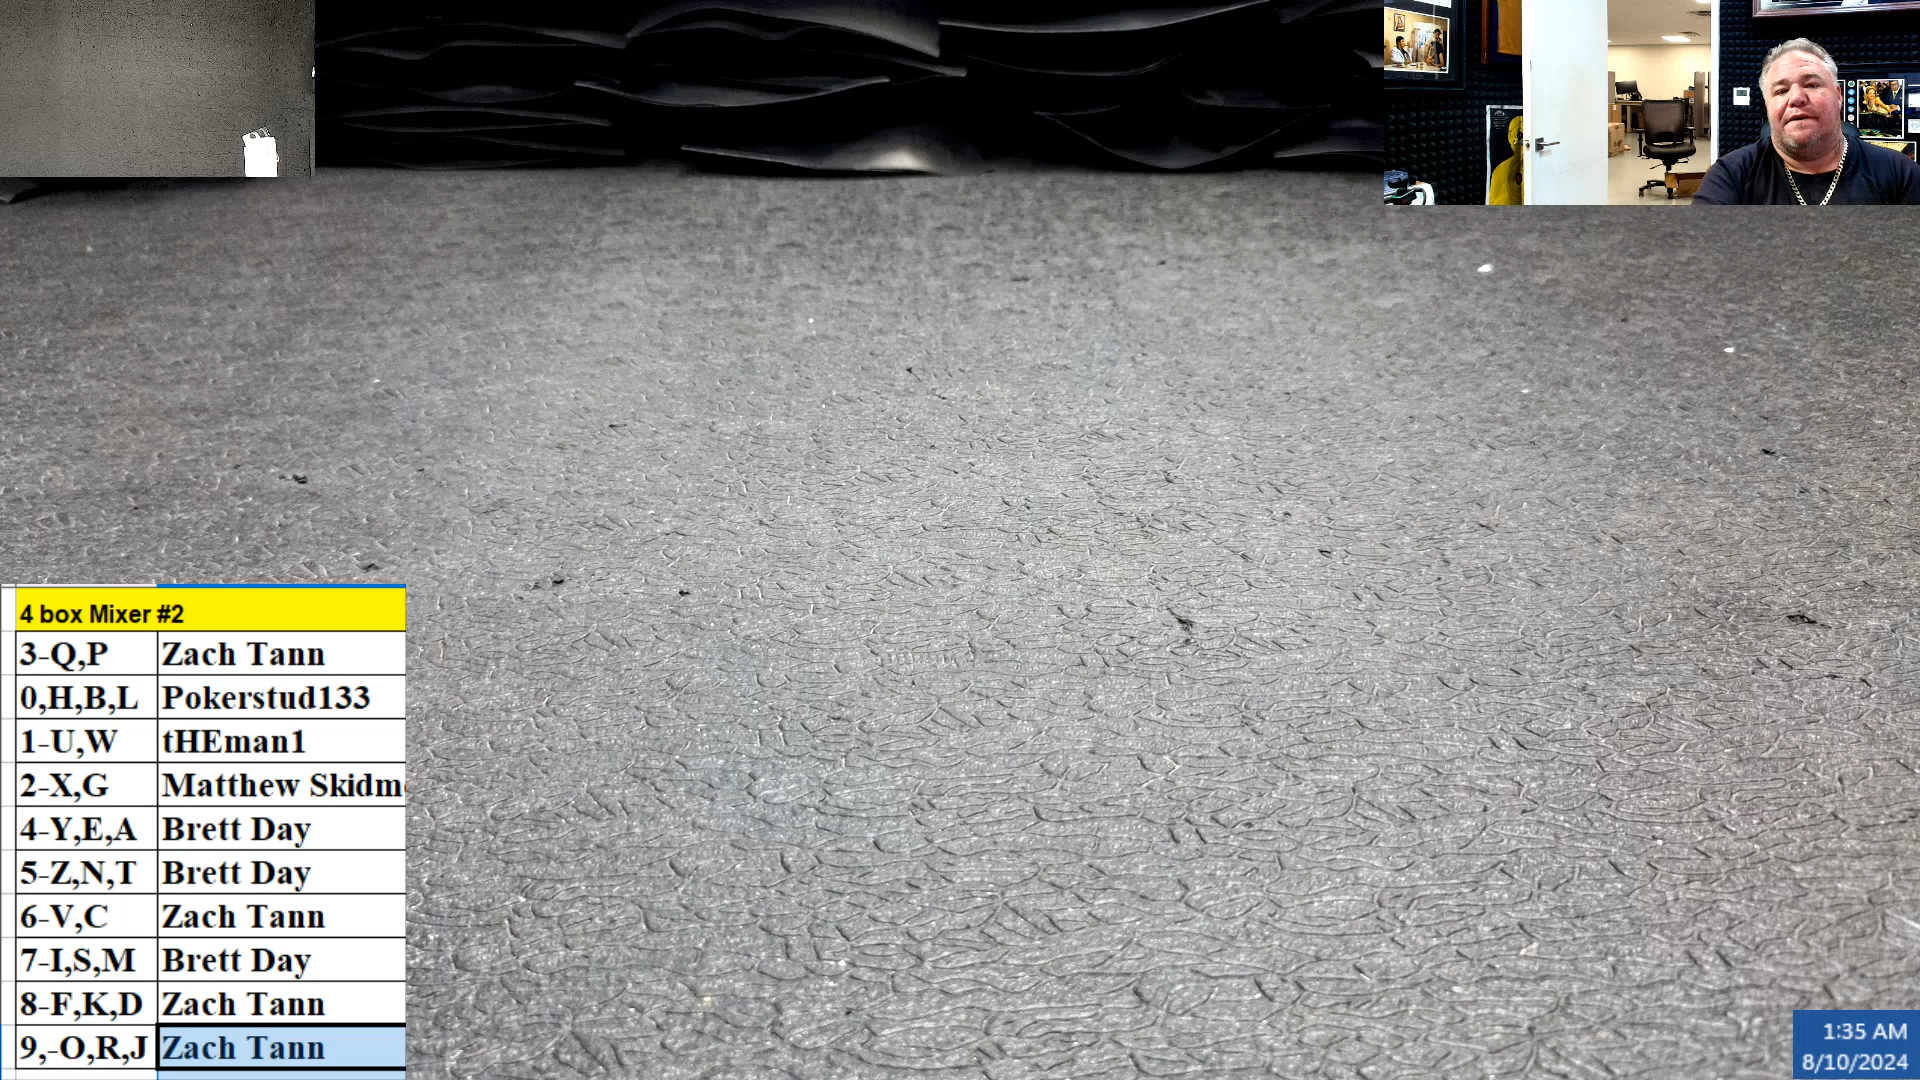 4 box Mixer #2
3-Q,P Zach Tann
0,H,B,L Pokerstud133
1-U,W tHEman1
2-X,G Matthew Skidm
4-Y,E,A Brett Day
5-Z,N,T Brett Day
6-V,C Zach Tann
7-I,S,M Brett Day
8-F,K,D Zach Tann
9,-O,R,J Zach Tann
1:35 AM
8/10/2024